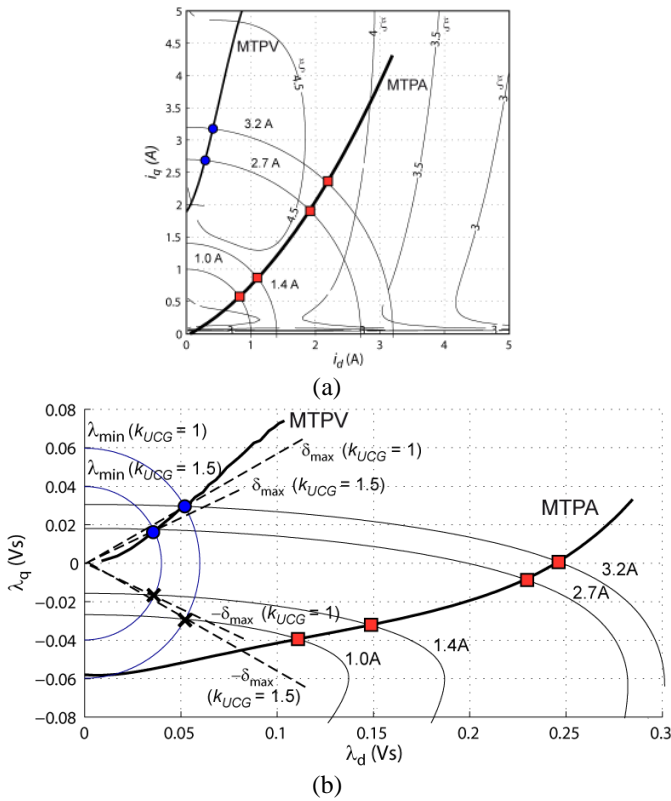 5
4.5
4
3.5
3
2.5
2
1.5
1
0.5
0
i_q (A)
MTPV
MTPA
ξ
4.5
ξ
4
ξ
3.5
ξ
3
3.5
3
4.5
3.2 A
2.7 A
1.0 A
1.4 A
0 1 2 3 4 5
i_d (A)
(a)
0.08
0.06
0.04
0.02
0
−0.02
−0.04
−0.06
−0.08
λ_q (Vs)
λ_min (k_UCG = 1)
λ_min (k_UCG = 1.5)
MTPV
δ_max (k_UCG = 1)
δ_max (k_UCG = 1.5)
MTPA
3.2A
2.7A
−δ_max (k_UCG = 1)
1.4A
1.0A
−δ_max
(k_UCG = 1.5)
0 0.05 0.1 0.15 0.2 0.25 0.3
λ_d (Vs)
(b)